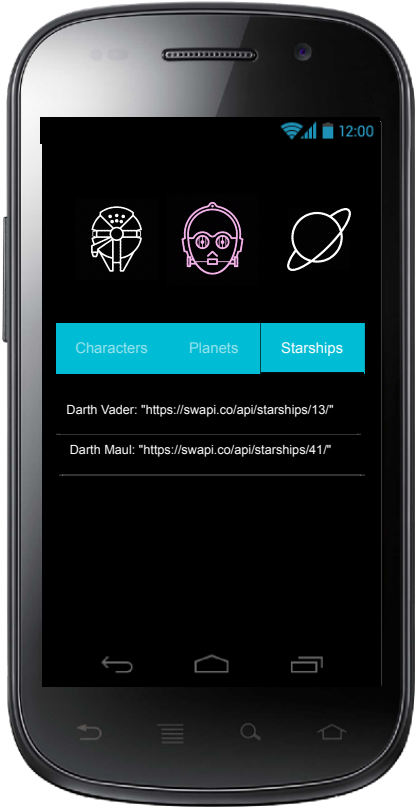 12:00
Characters Planets Starships
Darth Vader: "https://swapi.co/api/starships/13/"
Darth Maul: "https://swapi.co/api/starships/41/"